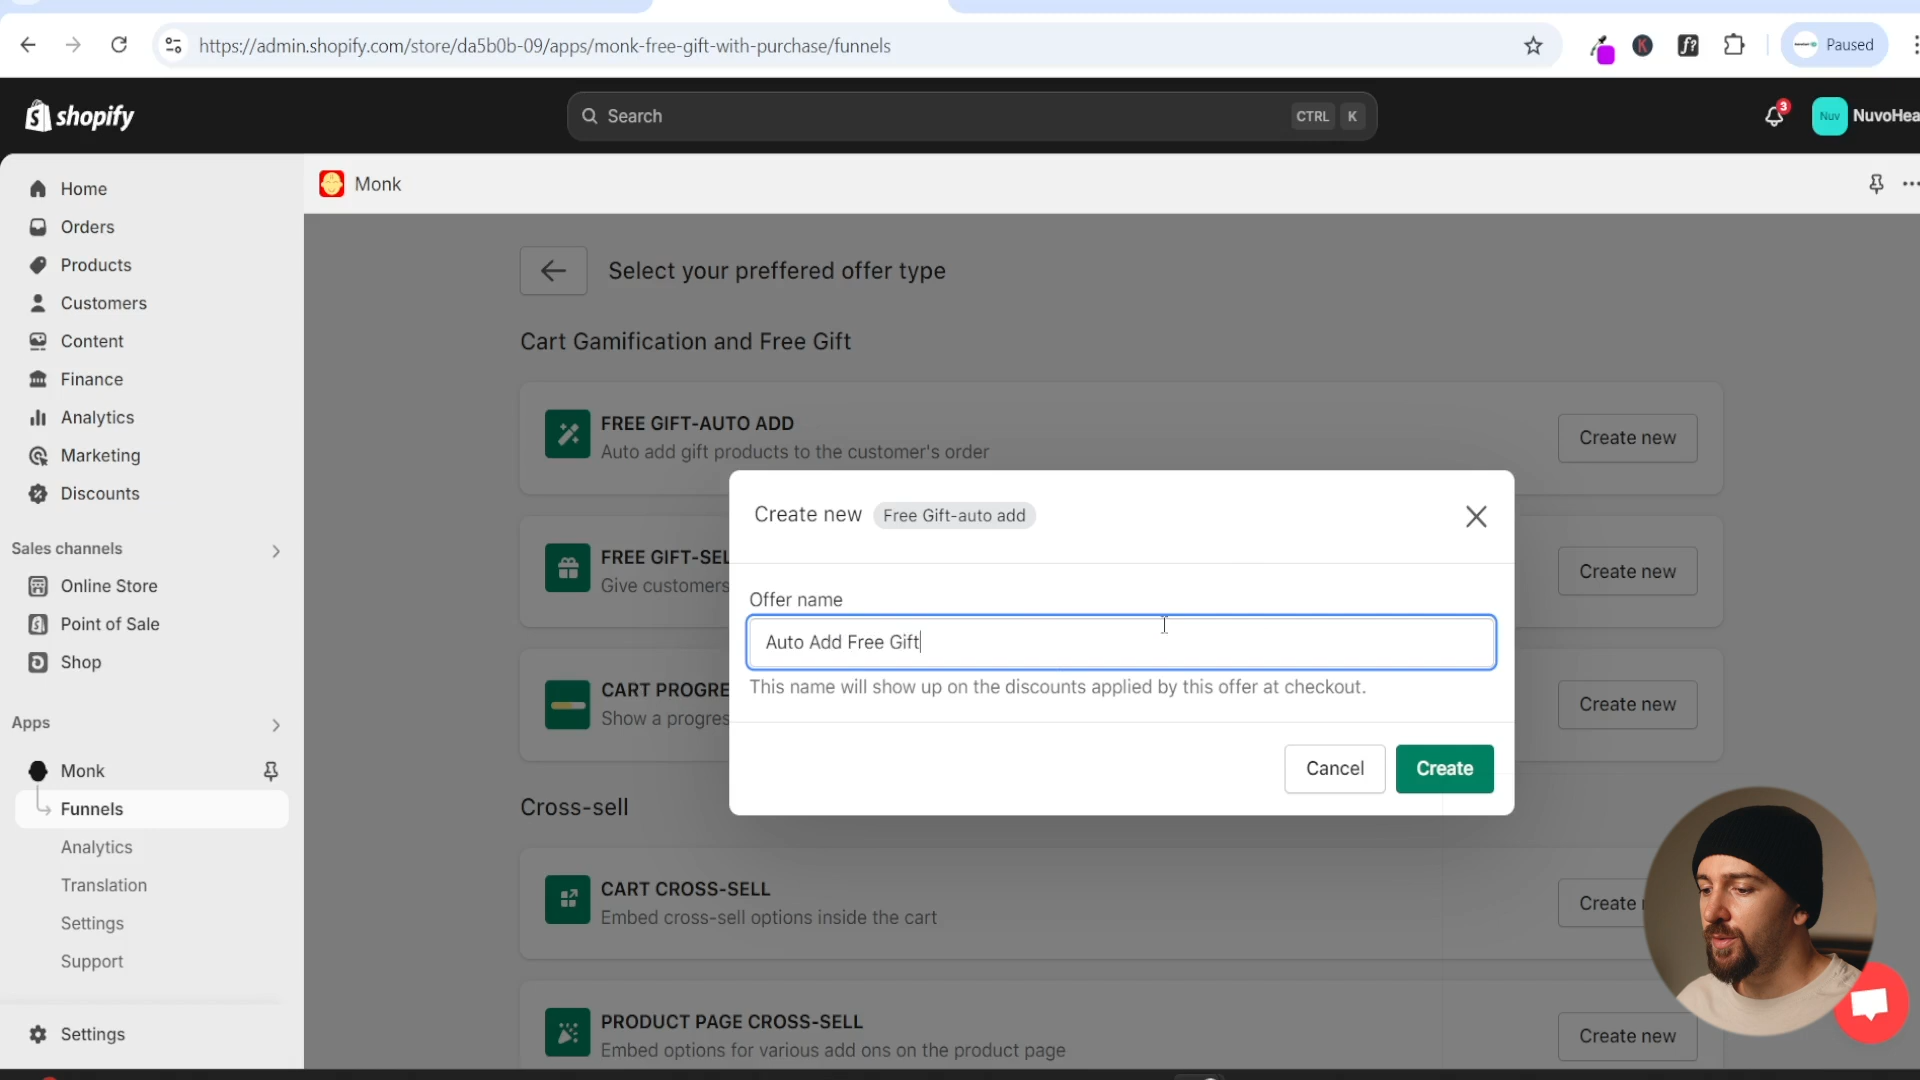 https://admin.shopify.com/store/da5b0b-09/apps/monk-free-gift-with-purchase/funnels
K
f?
Paused
shopify
Search
CTRL K
3
Nuv
NuvoHea
Home
Orders
Products
Customers
Content
Finance
Analytics
Marketing
Discounts
Sales channels
Online Store
Point of Sale
Shop
Apps
Monk
Funnels
Analytics
Translation
Settings
Support
Settings
Monk
Select your preffered offer type
Cart Gamification and Free Gift
FREE GIFT-AUTO ADD
Auto add gift products to the customer's order
Create new
FREE GIFT-SEL
Give customers
Create new
CART PROGRE
Show a progres
Create new
Create new Free Gift-auto add
Offer name
Auto Add Free Gift
This name will show up on the discounts applied by this offer at checkout.
Cancel
Create
Cross-sell
CART CROSS-SELL
Embed cross-sell options inside the cart
Create
PRODUCT PAGE CROSS-SELL
Embed options for various add ons on the product page
Create new